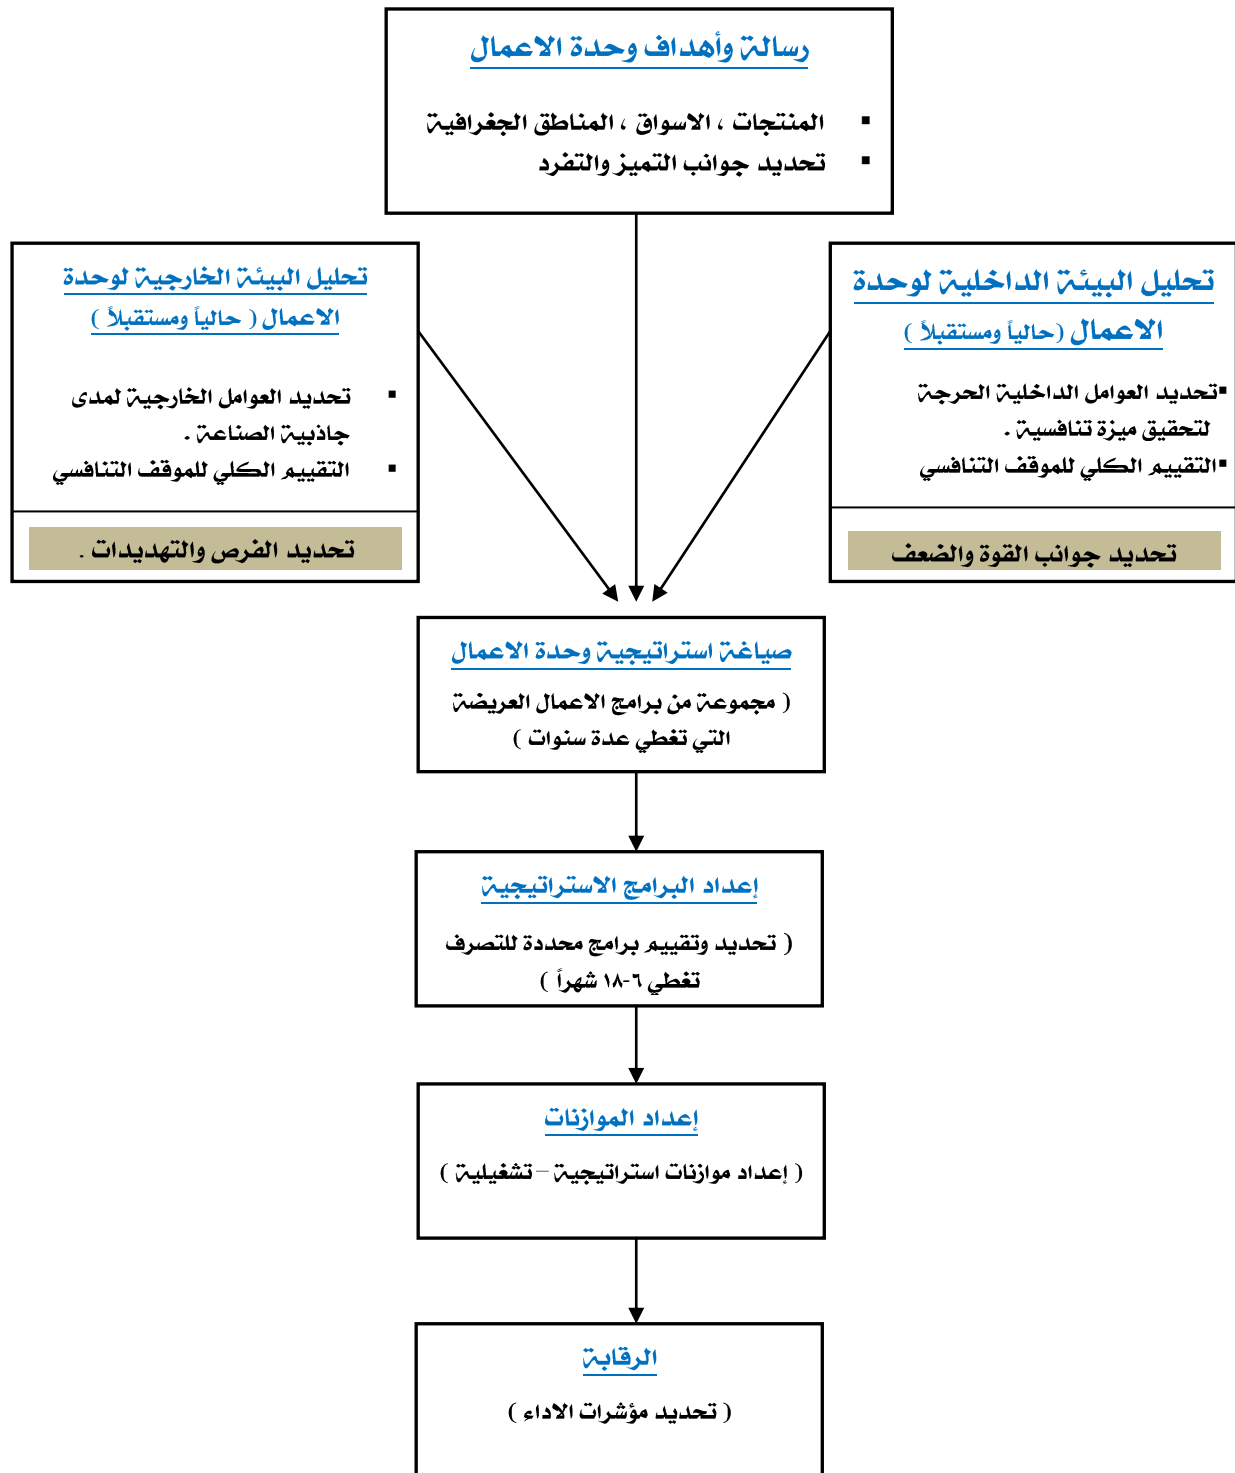 رسالة وأهداف وحدة الاعمال
▪ المنتجات ، الاسواق ، المناطق الجغرافية
▪ تحديد جوانب التميز والتفرد
تحليل البيئة الداخلية لوحدة
الاعمال (حالياً ومستقبلاً )
▪تحديد العوامل الداخلية الحرجة
لتحقيق ميزة تنافسية .
▪التقييم الكلي للموقف التنافسي
تحديد جوانب القوة والضعف
تحليل البيئة الخارجية لوحدة
الاعمال ( حالياً ومستقبلاً )
▪ تحديد العوامل الخارجية لمدى
جاذبية الصناعة .
▪ التقييم الكلي للموقف التنافسي
تحديد الفرص والتهديدات .
صياغة استراتيجية وحدة الاعمال
( مجموعة من برامج الاعمال العريضة
التي تغطي عدة سنوات )
إعداد البرامج الاستراتيجية
( تحديد وتقييم برامج محددة للتصرف
تغطي ٦-١٨ شهراً )
إعداد الموازنات
( إعداد موازنات استراتيجية – تشغيلية )
الرقابة
( تحديد مؤشرات الاداء )